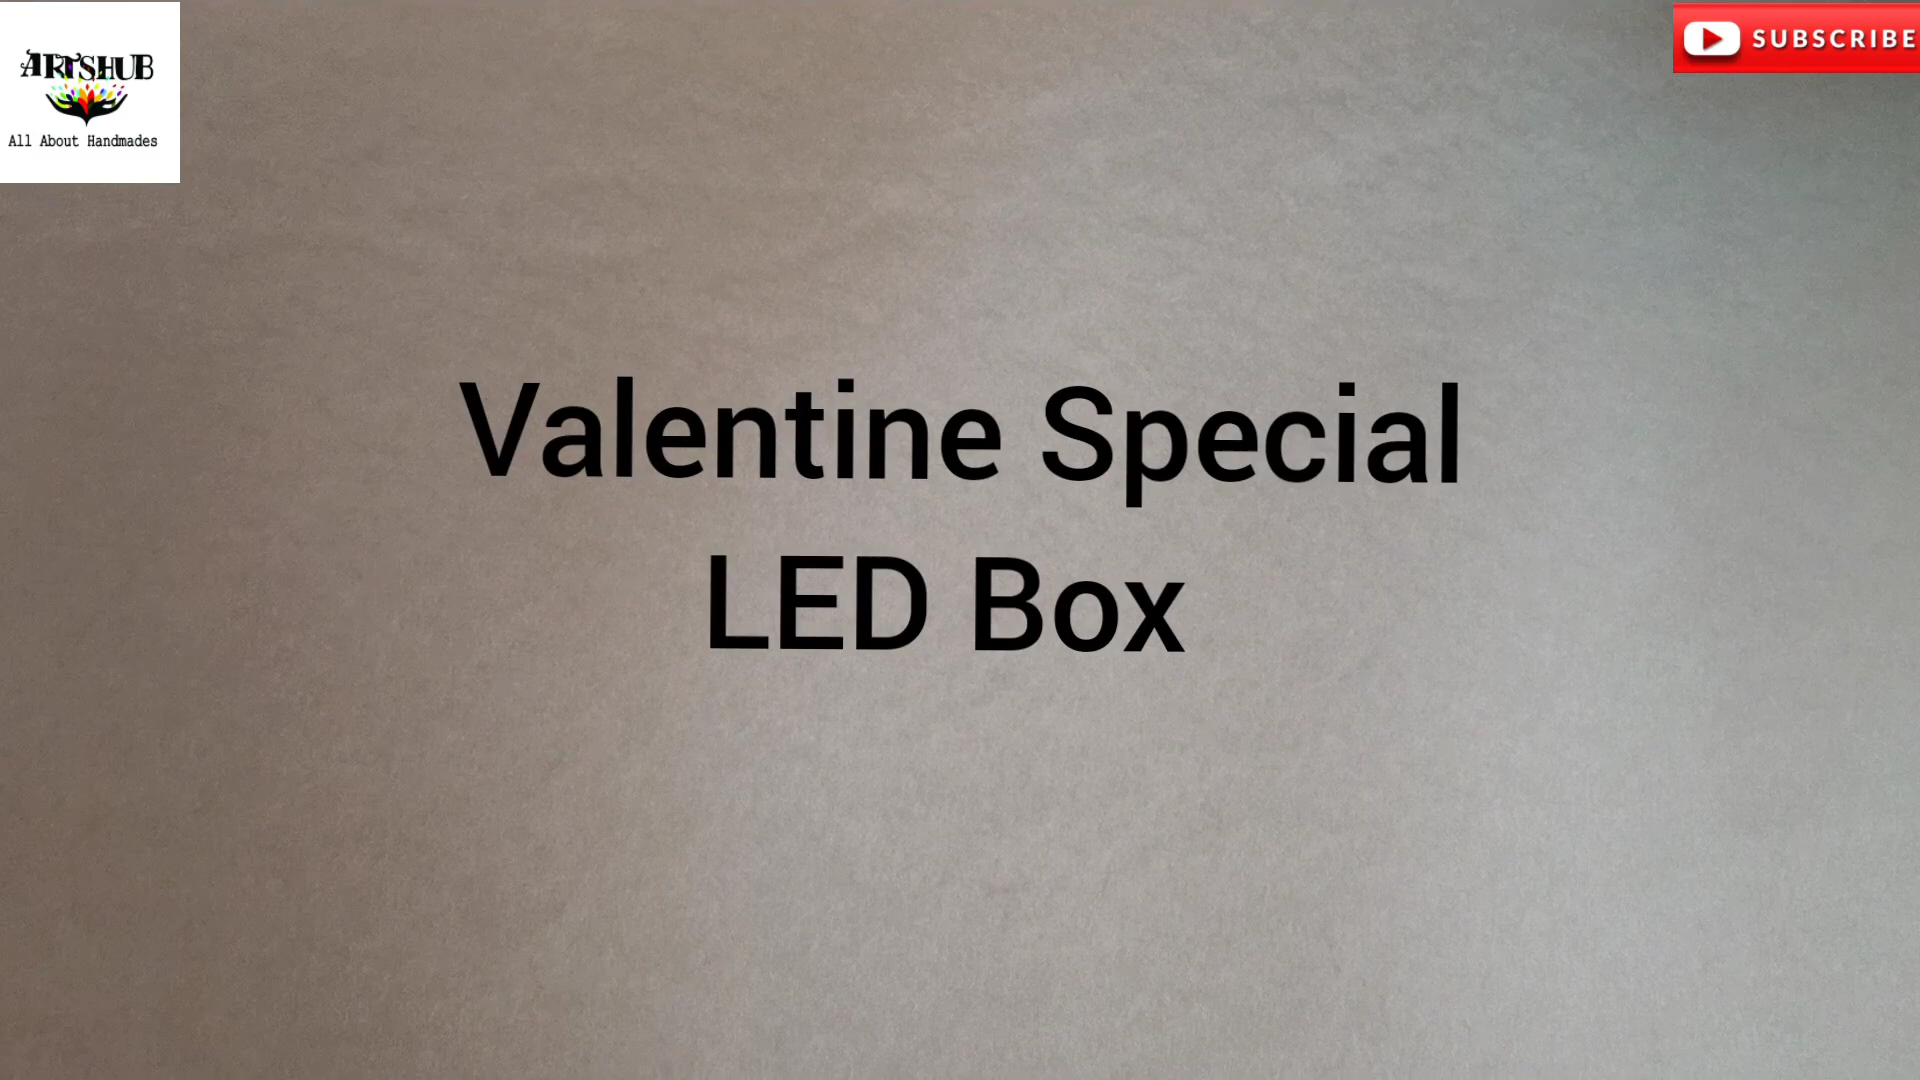 ARTSHUB
All About Handmades
SUBSCRIBE
Valentine Special
LED Box